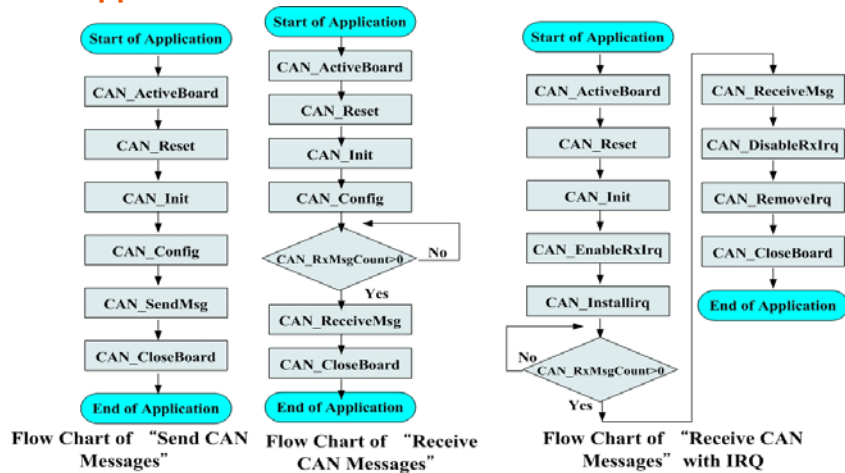 Start of Application
CAN_ActiveBoard
CAN_Reset
CAN_Init
CAN_Config
CAN_SendMsg
CAN_CloseBoard
End of Application
Flow Chart of “Send CAN
Messages”
Start of Application
CAN_ActiveBoard
CAN_Reset
CAN_Init
CAN_Config
CAN_RxMsgCount>0
No
Yes
CAN_ReceiveMsg
CAN_CloseBoard
End of Application
Flow Chart of “Receive
CAN Messages”
Start of Application
CAN_ActiveBoard
CAN_Reset
CAN_Init
CAN_EnableRxIrq
CAN_Installirq
No
CAN_RxMsgCount>0
Yes
CAN_ReceiveMsg
CAN_DisableRxIrq
CAN_RemoveIrq
CAN_CloseBoard
End of Application
Flow Chart of “Receive CAN
Messages” with IRQ